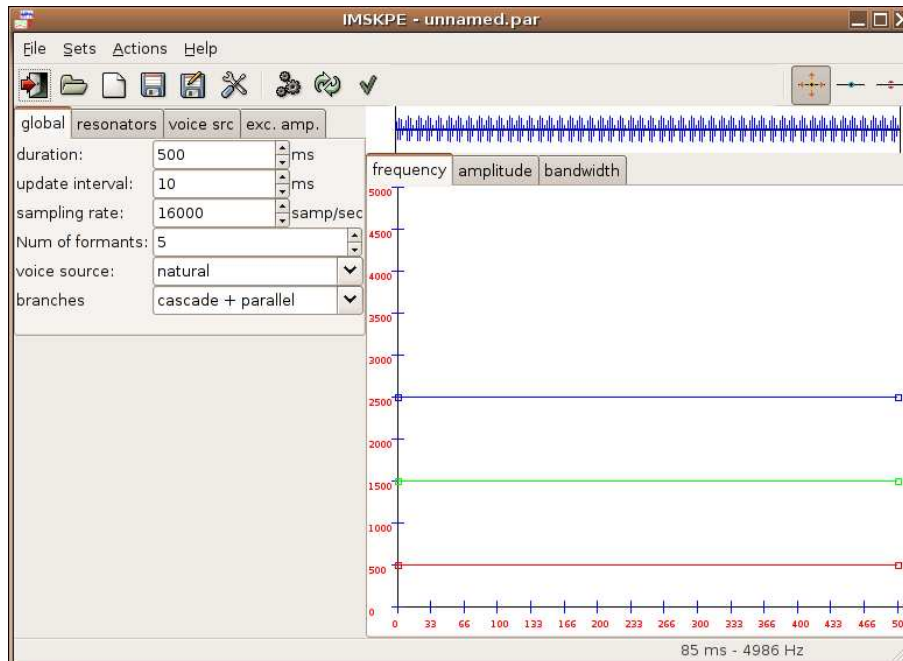 IMSKPE - unnamed.par
File Sets Actions Help
global resonators voice src exc. amp.
duration: 500 ms
update interval: 10 ms
sampling rate: 16000 samp/sec
Num of formants: 5
voice source: natural
branches cascade + parallel
frequency amplitude bandwidth
5000
4500
4000
3500
3000
2500
2000
1500
1000
500
0
0 33 66 100 133 166 200 233 266 300 333 366 400 433 466 50
85 ms - 4986 Hz